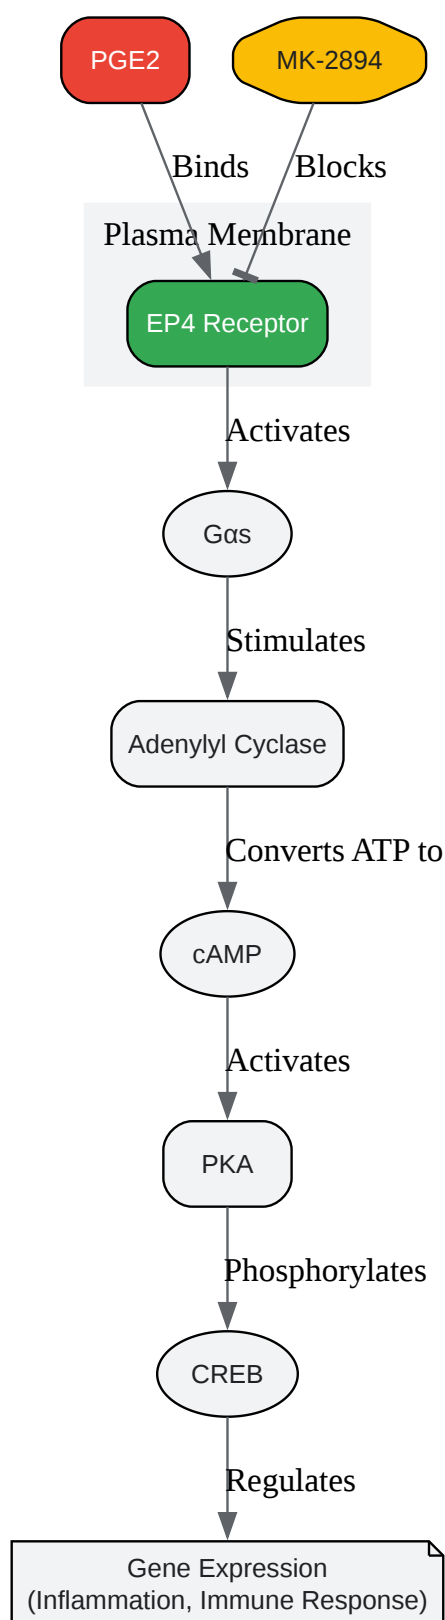 PGE2
MK-2894
Binds
Blocks
Plasma Membrane
EP4 Receptor
Activates
Gαs
Stimulates
Adenylyl Cyclase
Converts ATP to
cAMP
Activates
PKA
Phosphorylates
CREB
Regulates
Gene Expression
(Inflammation, Immune Response)